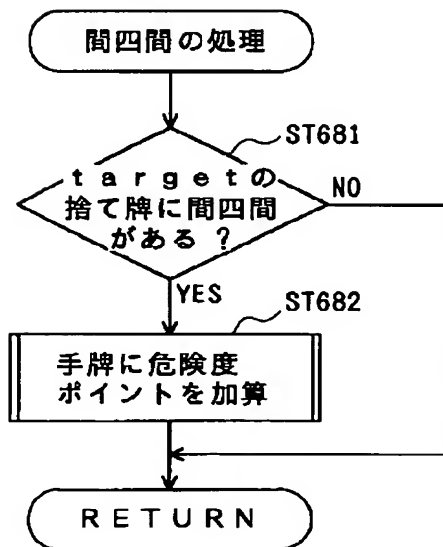 間四間の処理
ST681
ｔａｒｇｅｔの
捨て牌に間四間
がある ?
NO
YES
ST682
手牌に危険度
ポイントを加算
ＲＥＴＵＲＮ